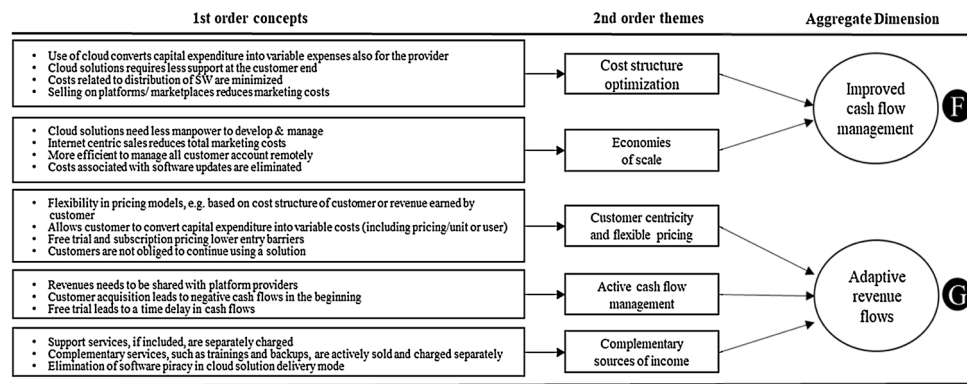 1st order concepts
2nd order themes
Aggregate Dimension
• Use of cloud converts capital expenditure into variable expenses also for the provider
• Cloud solutions requires less support at the customer end
• Costs related to distribution of SW are minimized
• Selling on platforms/ marketplaces reduces marketing costs
Cost structure
optimization
• Cloud solutions need less manpower to develop & manage
• Internet centric sales reduces total marketing costs
• More efficient to manage all customer account remotely
• Costs associated with software updates are eliminated
Economies
of scale
Improved
cash flow
management
F
• Flexibility in pricing models, e.g. based on cost structure of customer or revenue earned by
customer
• Allows customer to convert capital expenditure into variable costs (including pricing/unit or user)
• Free trial and subscription pricing lower entry barriers
• Customers are not obliged to continue using a solution
Customer centricity
and flexible pricing
• Revenues needs to be shared with platform providers
• Customer acquisition leads to negative cash flows in the beginning
• Free trial leads to a time delay in cash flows
Active cash flow
management
• Support services, if included, are separately charged
• Complementary services, such as trainings and backups, are actively sold and charged separately
• Elimination of software piracy in cloud solution delivery mode
Complementary
sources of income
Adaptive
revenue
flows
G